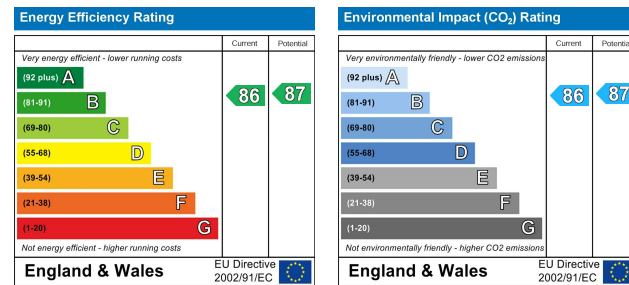 Energy Efficiency Rating
Current Potential
Very energy efficient - lower running costs
(92 plus) A
(81-91) B
86 87
(69-80) C
(55-68) D
(39-54) E
(21-38) F
(1-20) G
Not energy efficient - higher running costs
England & Wales
EU Directive
2002/91/EC
Environmental Impact (CO₂) Rating
Current Potential
Very environmentally friendly - lower CO2 emissions
(92 plus) A
(81-91) B
86 87
(69-80) C
(55-68) D
(39-54) E
(21-38) F
(1-20) G
Not environmentally friendly - higher CO2 emissions
England & Wales
EU Directive
2002/91/EC